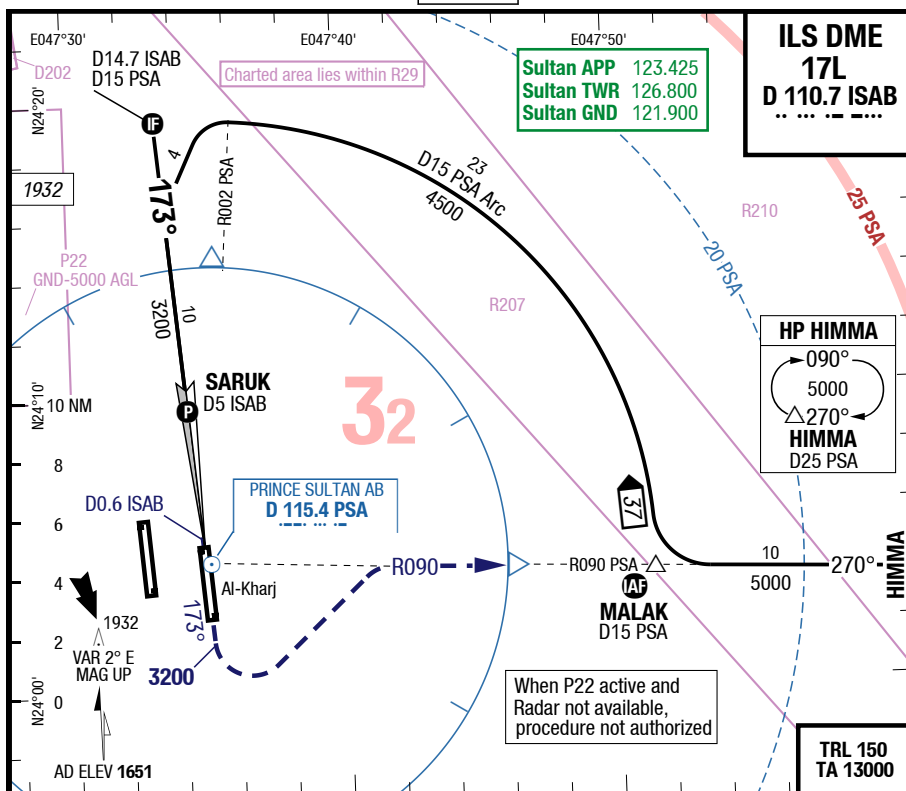 E047°30'
E047°40'
E047°50'
ILS DME
17L
D 110.7 ISAB
D14.7 ISAB
D15 PSA
D202
Charted area lies within R29
Sultan APP 123.425
Sultan TWR 126.800
Sultan GND 121.900
N24°20'
IF
4
23
D15 PSA Arc
4500
1932
173°
R002 PSA
R210
25 PSA
20 PSA
P22
GND-5000 AGL
10
3200
R207
HP HIMMA
090°
5000
270°
HIMMA
D25 PSA
SARUK
D5 ISAB
P
32
N24°10'
10 NM
8
6
4
2
0
D0.6 ISAB
PRINCE SULTAN AB
D 115.4 PSA
37
R090
R090 PSA
10
5000
270°
HIMMA
Al-Kharj
IAF
MALAK
D15 PSA
173°
1932
3200
VAR 2° E
MAG UP
N24°00'
When P22 active and
Radar not available,
procedure not authorized
AD ELEV 1651
TRL 150
TA 13000